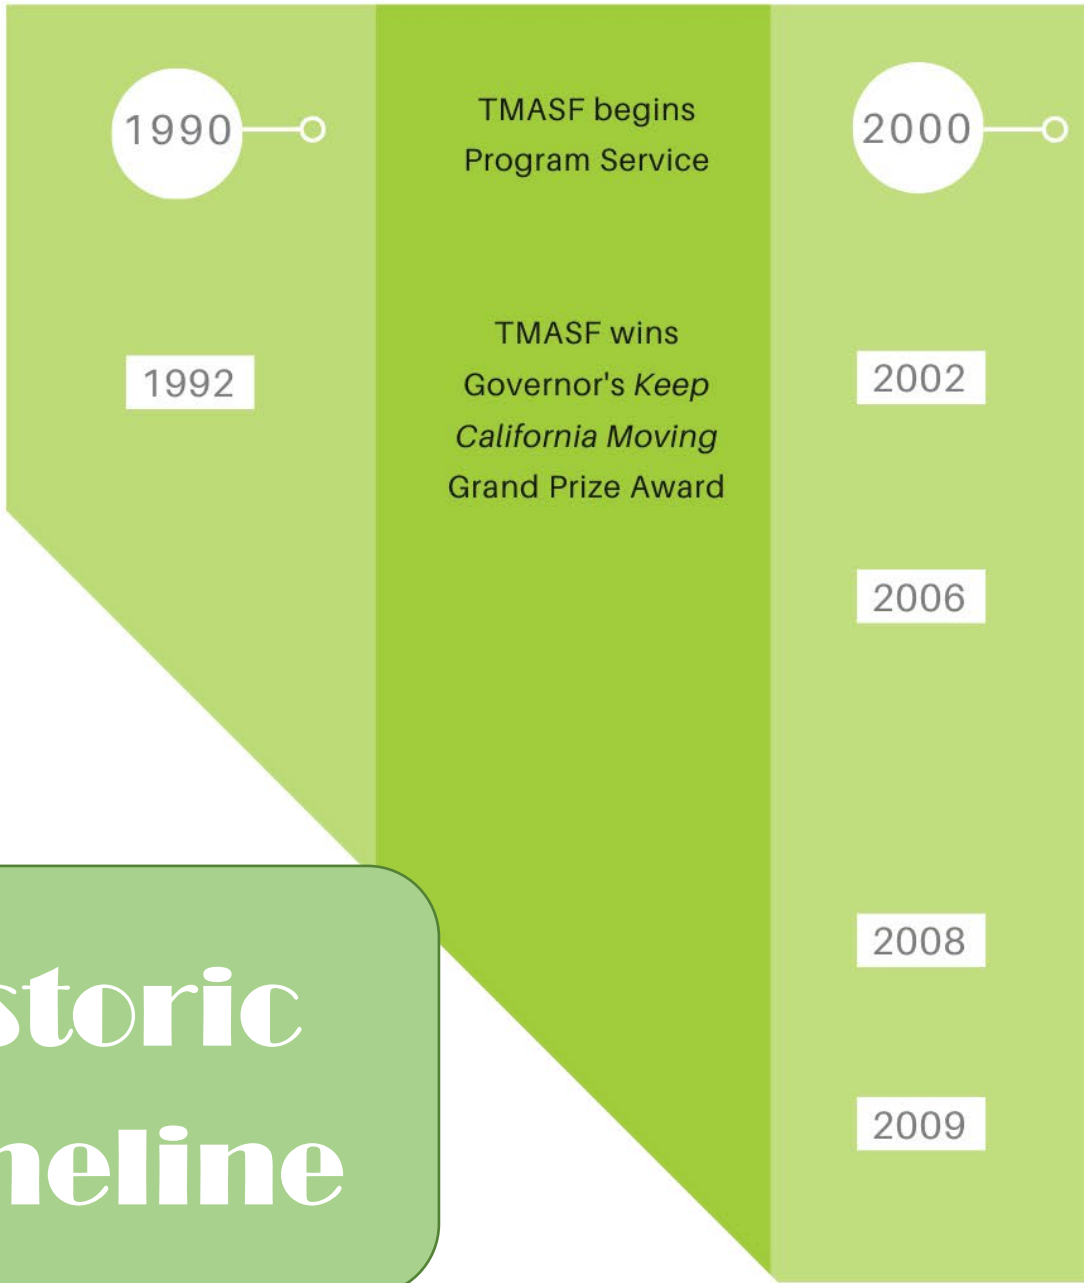 1990
TMASF begins
Program Service
1992
TMASF wins
Governor's Keep
California Moving
Grand Prize Award
2000
2002
2006
2008
2009
storic
neline